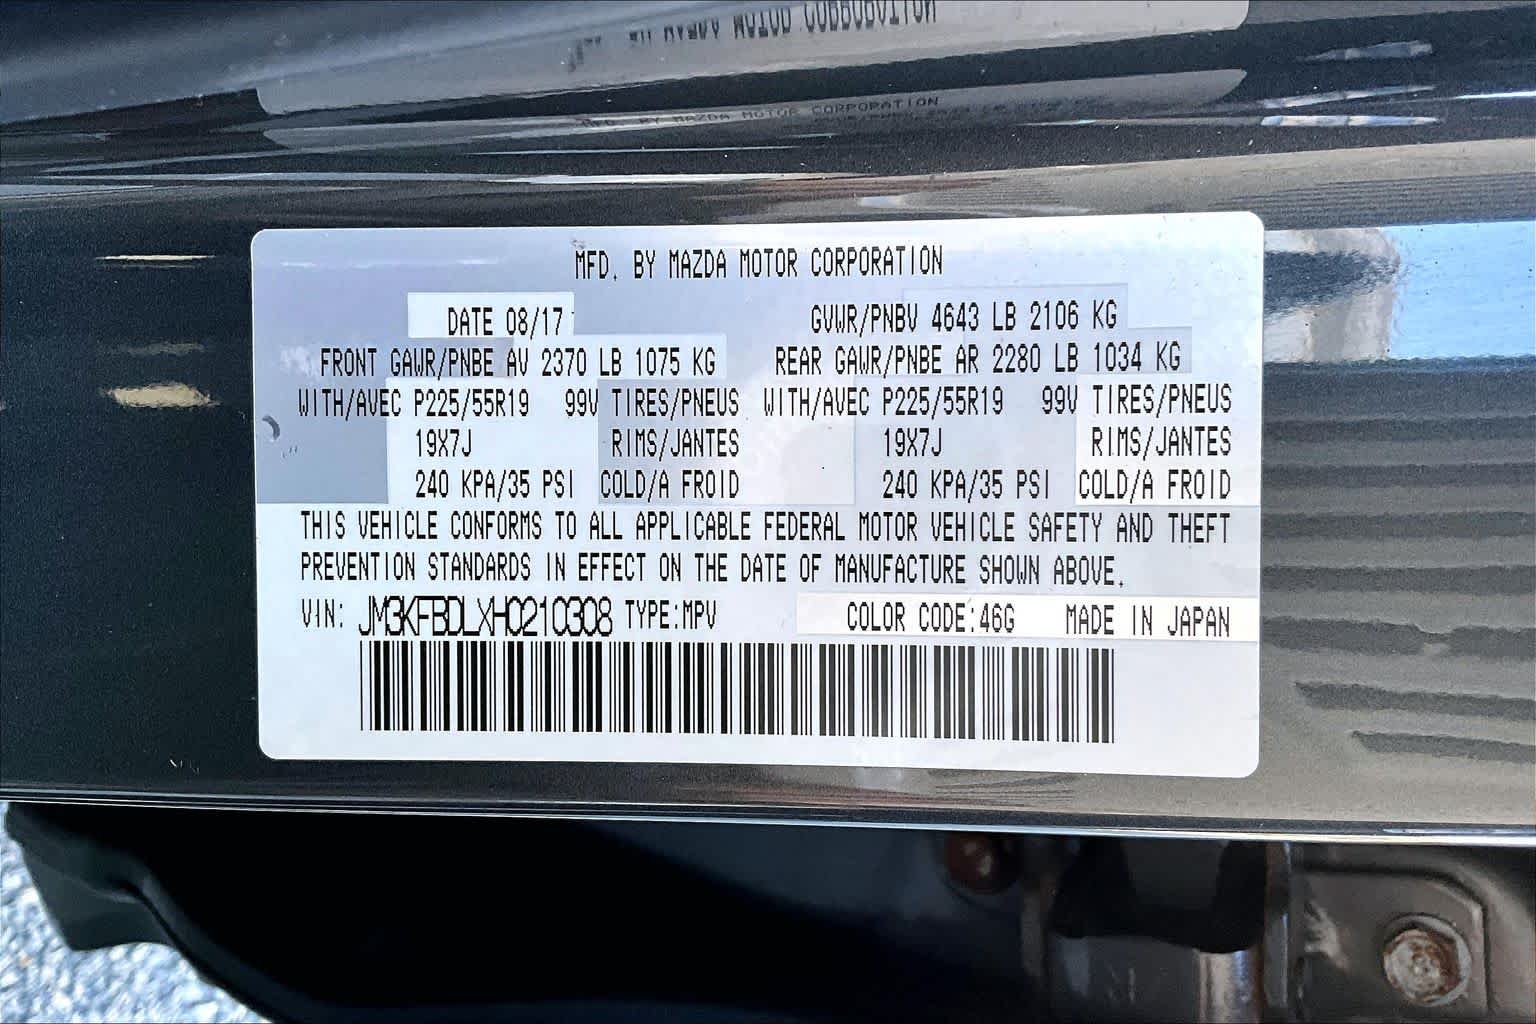 MFD. BY MAZDA MOTOR CORPORATION
MFD. BY MAZDA MOTOR CORPORATION
DATE 08/17 GVWR/PNBV 4643 LB 2106 KG
FRONT GAWR/PNBE AV 2370 LB 1075 KG REAR GAWR/PNBE AR 2280 LB 1034 KG
WITH/AVEC P225/55R19 99V TIRES/PNEUS WITH/AVEC P225/55R19 99V TIRES/PNEUS
19X7J RIMS/JANTES 19X7J RIMS/JANTES
240 KPA/35 PSI COLD/A FROID 240 KPA/35 PSI COLD/A FROID
THIS VEHICLE CONFORMS TO ALL APPLICABLE FEDERAL MOTOR VEHICLE SAFETY AND THEFT
PREVENTION STANDARDS IN EFFECT ON THE DATE OF MANUFACTURE SHOWN ABOVE.
VIN: JM3KFBDLXH0210308 TYPE:MPV COLOR CODE:46G MADE IN JAPAN